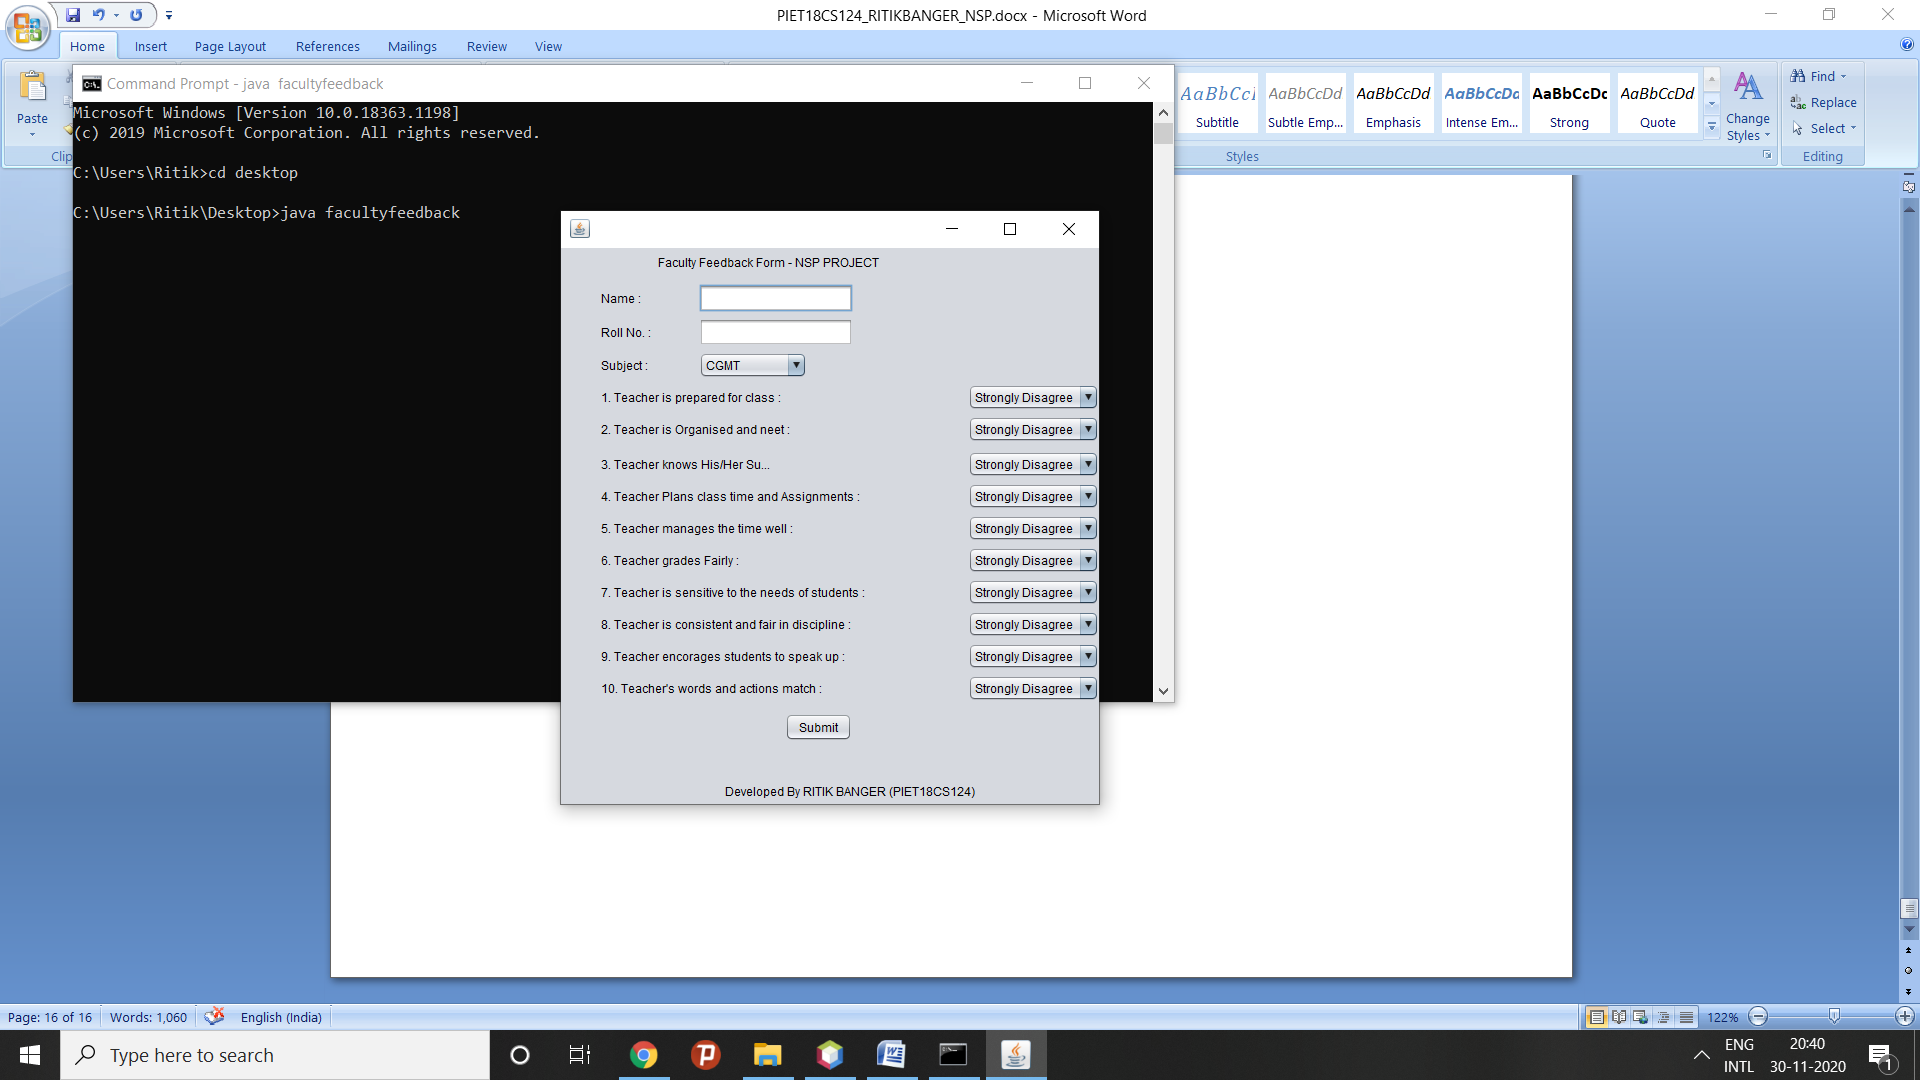 PIET18CS124_RITIKBANGER_NSP.docx - Microsoft Word
Home Insert Page Layout References Mailings Review View
Paste
Command Prompt - java  facultyfeedback
Microsoft Windows [Version 10.0.18363.1198]
(c) 2019 Microsoft Corporation. All rights reserved.
C:\Users\Ritik>cd desktop
C:\Users\Ritik\Desktop>java facultyfeedback
AaBbCcI AaBbCcDd AaBbCcDd AaBbCcDd AaBbCcDc AaBbCcDd
Subtitle Subtle Emp... Emphasis Intense Em... Strong Quote
Change
Styles
Find
Replace
Select
Clip
Styles
Editing
Faculty Feedback Form - NSP PROJECT
Name :
Roll No. :
Subject : CGMT
1. Teacher is prepared for class : Strongly Disagree
2. Teacher is Organised and neet : Strongly Disagree
3. Teacher knows His/Her Su... Strongly Disagree
4. Teacher Plans class time and Assignments : Strongly Disagree
5. Teacher manages the time well : Strongly Disagree
6. Teacher grades Fairly : Strongly Disagree
7. Teacher is sensitive to the needs of students : Strongly Disagree
8. Teacher is consistent and fair in discipline : Strongly Disagree
9. Teacher encorages students to speak up : Strongly Disagree
10. Teacher's words and actions match : Strongly Disagree
Submit
Developed By RITIK BANGER (PIET18CS124)
Page: 16 of 16 Words: 1,060 English (India) 122%
Type here to search
ENG
INTL
20:40
30-11-2020
1